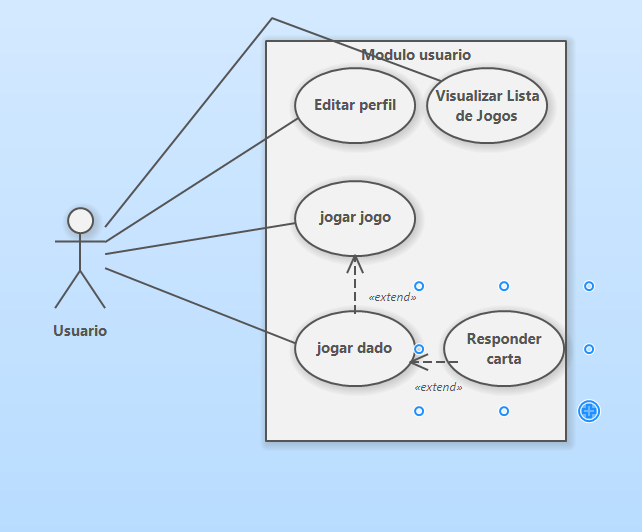 Modulo usuario
Editar perfil
Visualizar Lista
de Jogos
jogar jogo
«extend»
Usuario
jogar dado
Responder
carta
«extend»